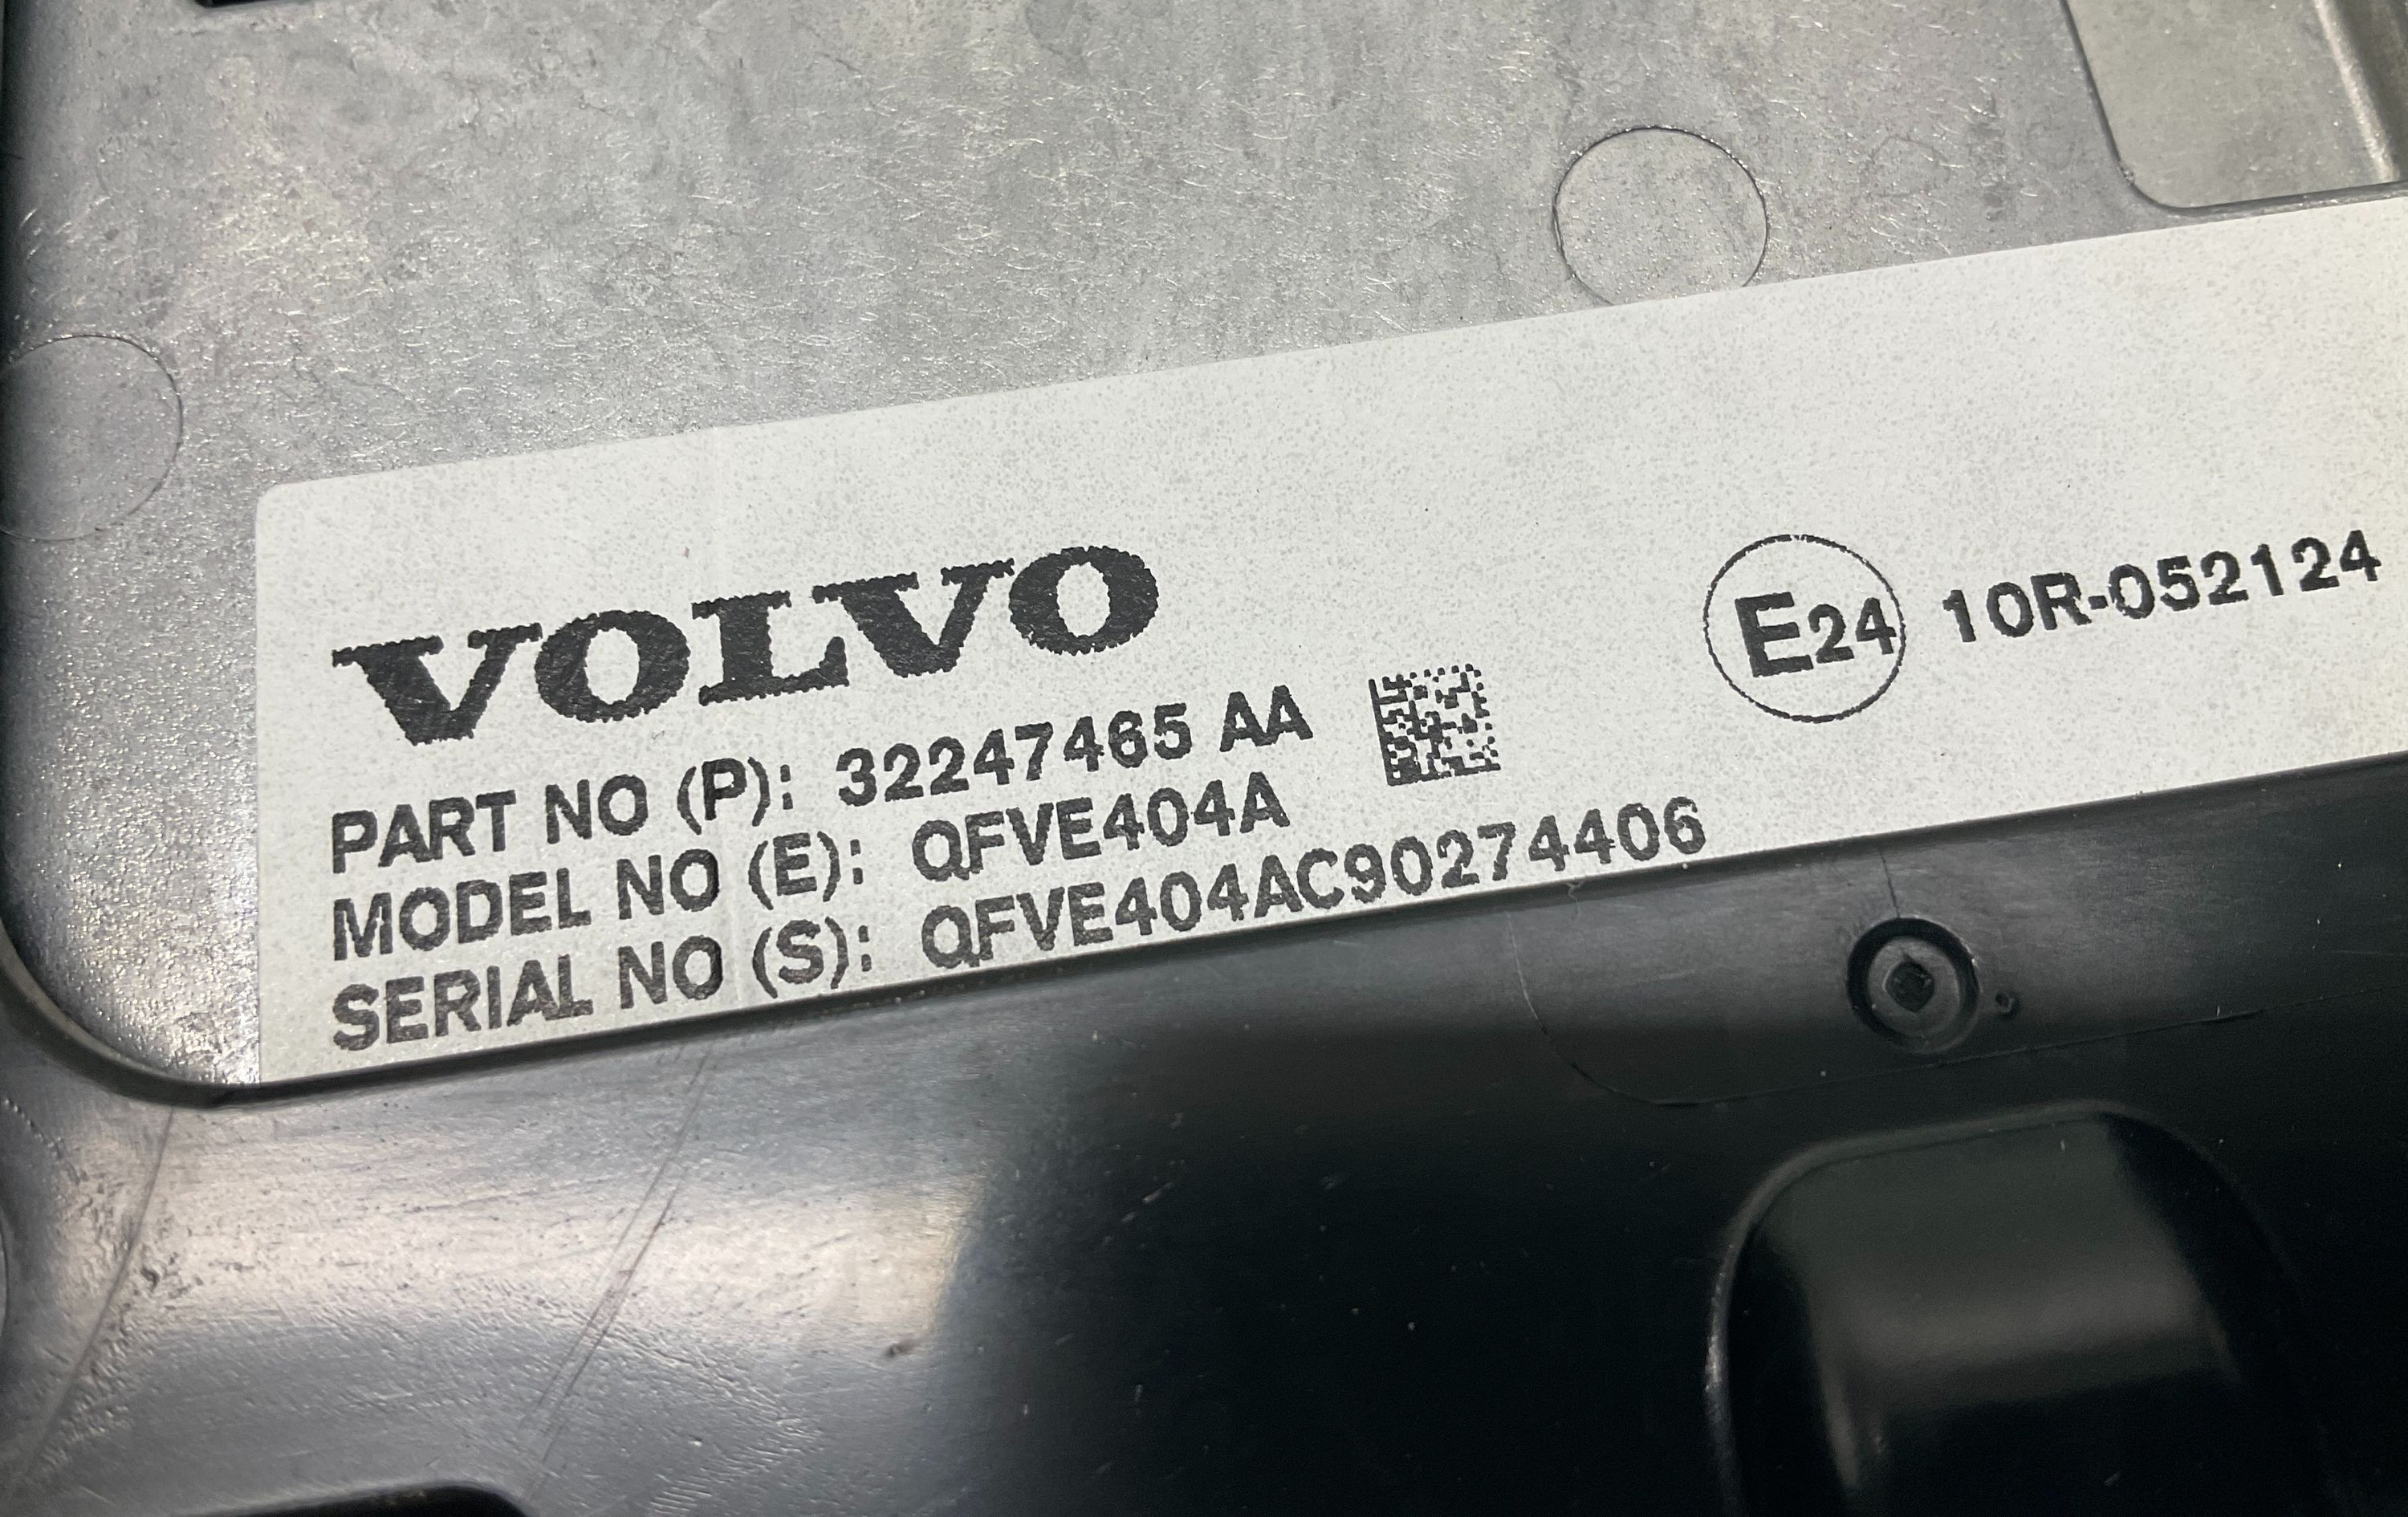 VOLVO
PART NO (P): 32247465 AA
MODEL NO (E): QFVE404A
SERIAL NO (S): QFVE404AC90274406
E24 10R-052124